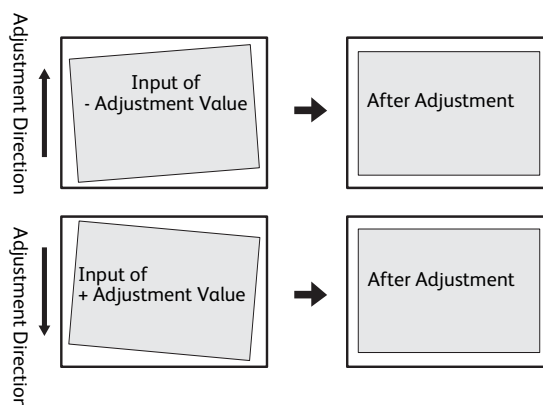 Adjustment Direction
Input of
- Adjustment Value
After Adjustment
Adjustment Direction
Input of
+ Adjustment Value
After Adjustment